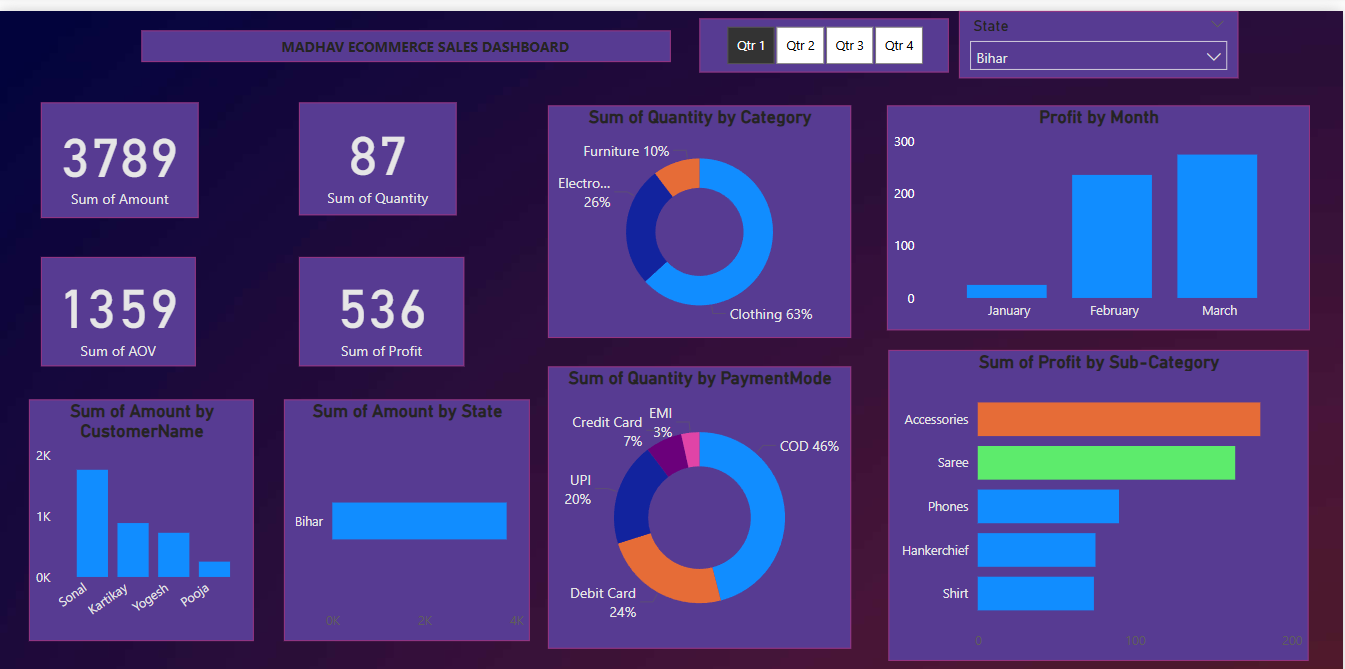 MADHAV ECOMMERCE SALES DASHBOARD
Qtr 1
Qtr 2
Qtr 3
Qtr 4
State
Bihar
3789
Sum of Amount
87
Sum of Quantity
1359
Sum of AOV
536
Sum of Profit
Sum of Quantity by Category
Furniture 10%
Electro...
26%
Clothing 63%
Profit by Month
300
200
100
0
January
February
March
Sum of Amount by
CustomerName
2K
1K
0K
Sonal
Kartikay
Yogesh
Pooja
Sum of Amount by State
Bihar
0K
2K
4K
Sum of Quantity by PaymentMode
EMI
3%
Credit Card
7%
COD 46%
UPI
20%
Debit Card
24%
Sum of Profit by Sub-Category
Accessories
Saree
Phones
Hankerchief
Shirt
0
100
200